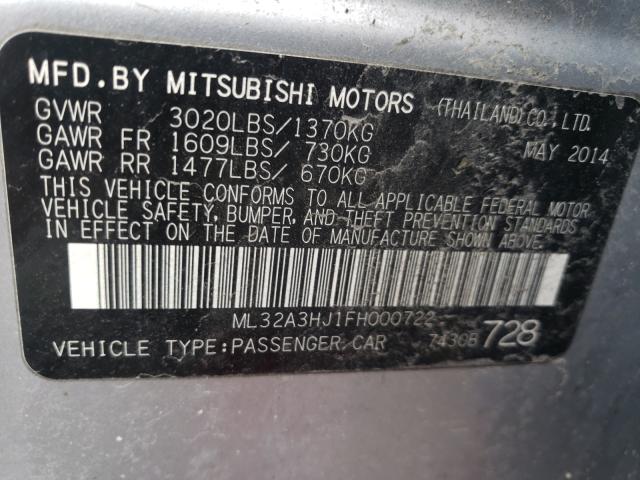 MFD. BY MITSUBISHI MOTORS (THAILAND) CO., LTD.
GVWR 3020LBS/1370KG MAY 2014
GAWR FR 1609LBS/ 730KG
GAWR RR 1477LBS/ 670KG
THIS VEHICLE CONFORMS TO ALL APPLICABLE FEDERAL MOTOR
VEHICLE SAFETY, BUMPER, AND THEFT PREVENTION STANDARDS
IN EFFECT ON THE DATE OF MANUFACTURE SHOWN ABOVE.
ML32A3HJ1FH000722
VEHICLE TYPE:PASSENGER CAR 728